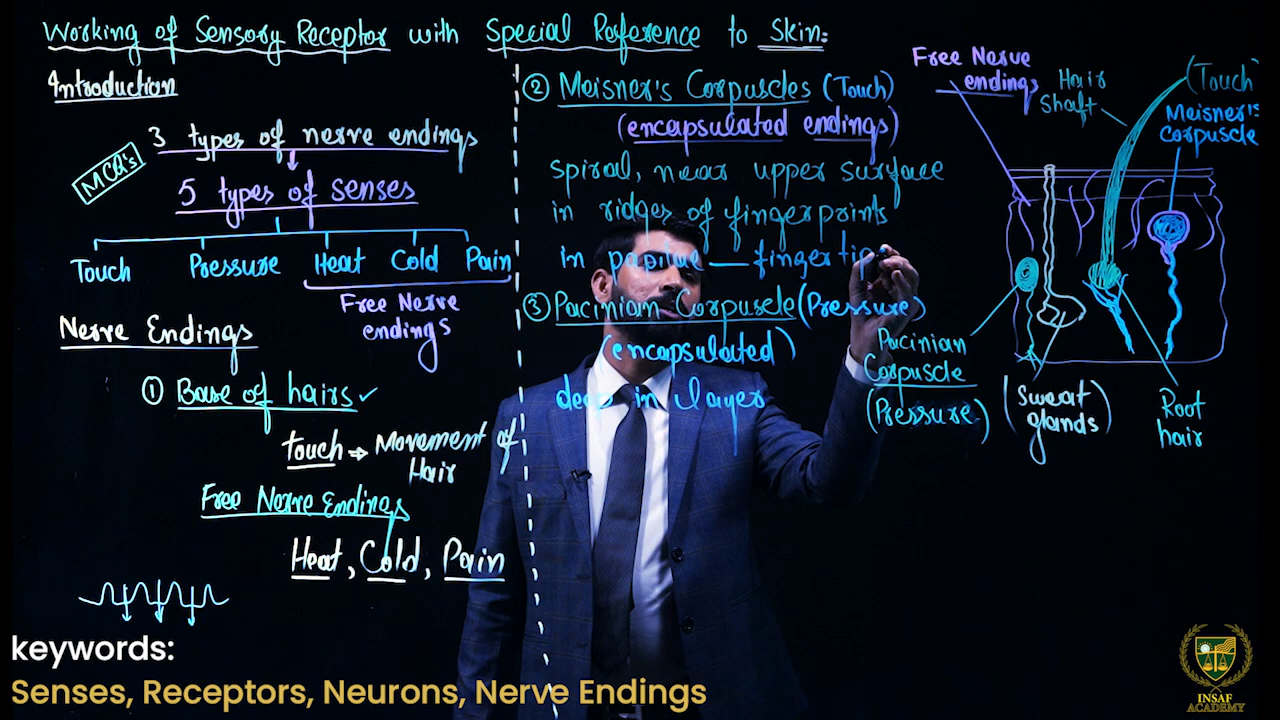 Working of Sensory Receptor with Special Reference to Skin:
Introduction
3 types of nerve endings
MCQ's
5 types of senses
Touch Pressure Heat Cold Pain
Free Nerve
endings
Nerve Endings
① Base of hairs ✓
touch ⇒ Movement of
Hair
Free Nerve Endings
Heat, Cold, Pain
② Meisner's Corpuscles (Touch)
(encapsulated endings)
spiral, near upper surface
in ridges of fingerprints
in papillae — fingertips
③ Pacinian Corpuscle (Pressure)
(encapsulated)
deep in layer
Free Nerve
endings
Hair
Shaft
(Touch)
Meisner's
corpuscle
Pacinian
Corpuscle
(Pressure)
(Sweat
glands)
Root
hair
keywords:
Senses, Receptors, Neurons, Nerve Endings
INSAF
ACADEMY